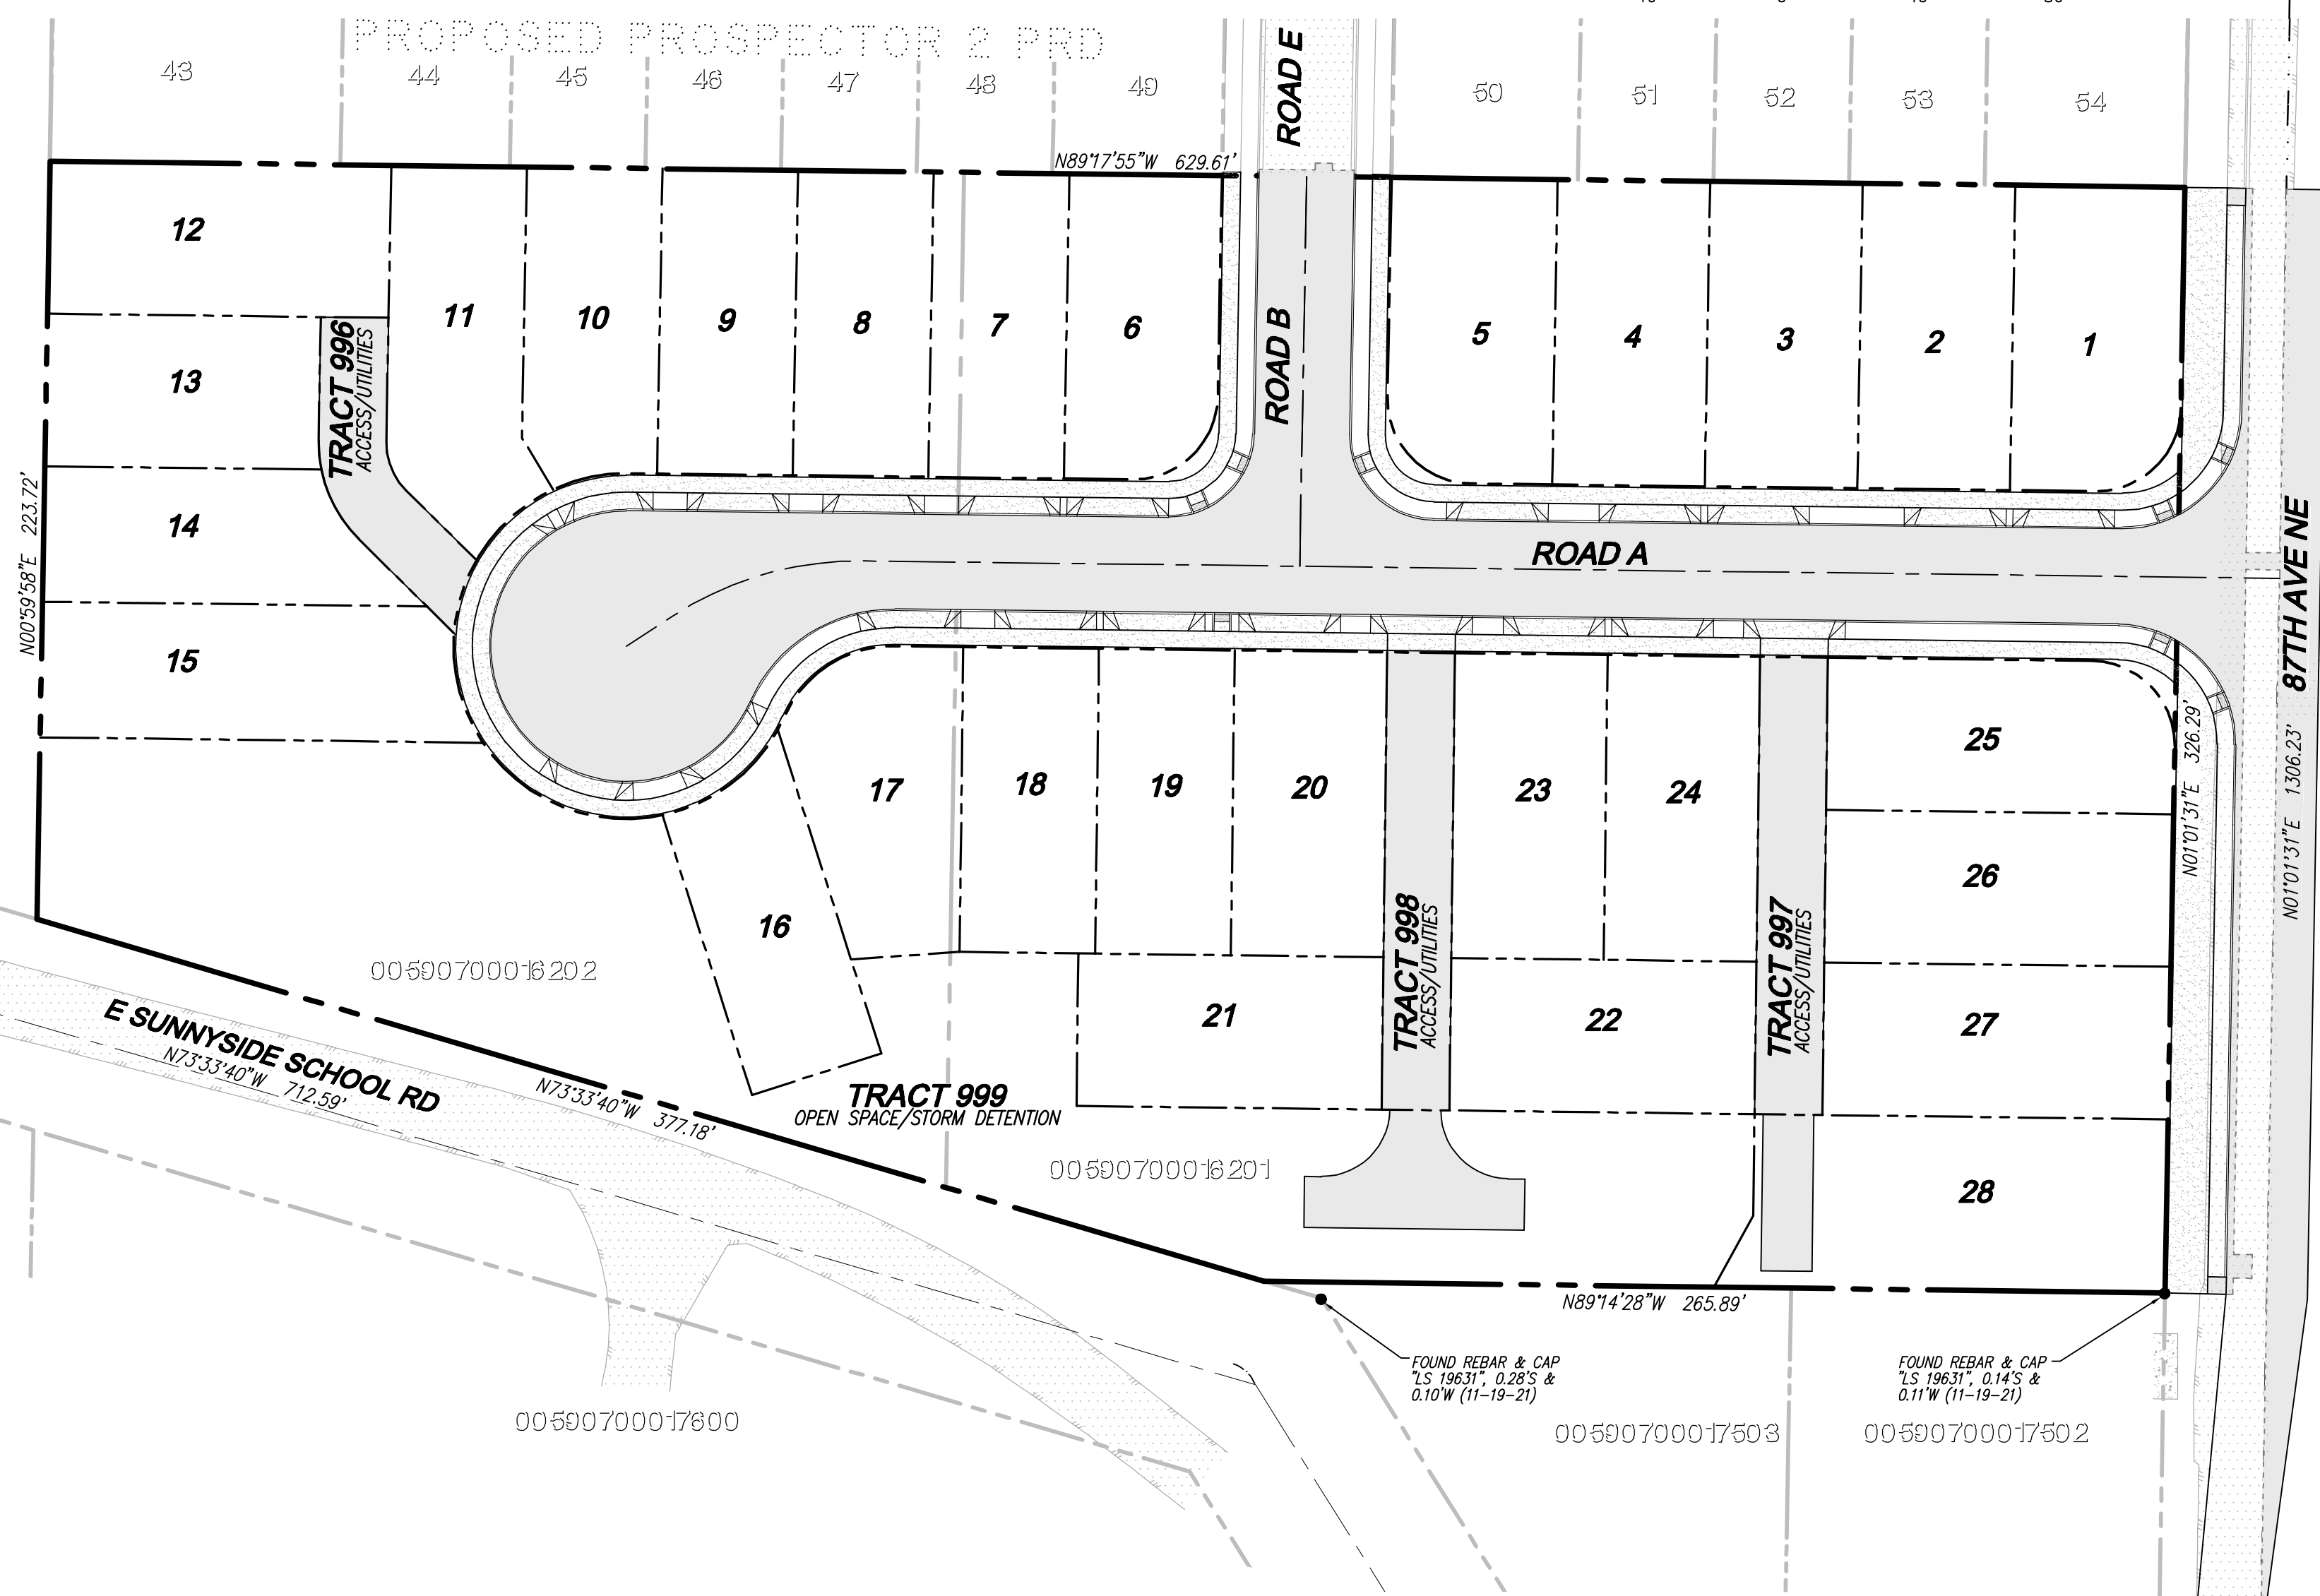 PROPOSED PROSPECTOR 2 PRD
43
44
45
46
47
48
49
ROAD E
50
51
52
53
54
N89°17'55"W 629.61'
12
13
14
15
TRACT 996
ACCESS/UTILITIES
11
10
9
8
7
6
ROAD B
5
4
3
2
1
N00°59'58"E 223.72'
ROAD A
87TH AVE NE
N01°01'31"E 1306.23'
N01°01'31"E 326.29'
16
17
18
19
20
23
24
25
26
27
28
21
22
TRACT 998
ACCESS/UTILITIES
TRACT 997
ACCESS/UTILITIES
00590700016202
E SUNNYSIDE SCHOOL RD
N73°33'40"W 712.59'
N73°33'40"W 377.18'
TRACT 999
OPEN SPACE/STORM DETENTION
00590700016201
N89°14'28"W 265.89'
FOUND REBAR & CAP
"LS 19631", 0.28'S &
0.10'W (11-19-21)
FOUND REBAR & CAP
"LS 19631", 0.14'S &
0.11'W (11-19-21)
00590700017600
00590700017503
00590700017502